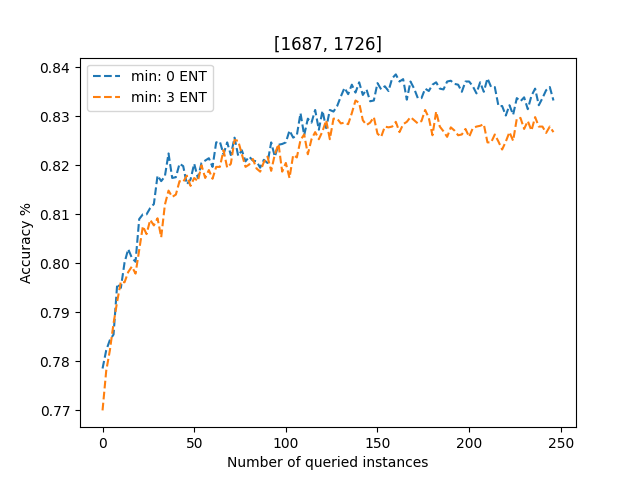 [1687, 1726]
0.84
0.83
0.82
0.81
0.80
0.79
0.78
0.77
Accuracy %
min: 0 ENT
min: 3 ENT
0 50 100 150 200 250
Number of queried instances